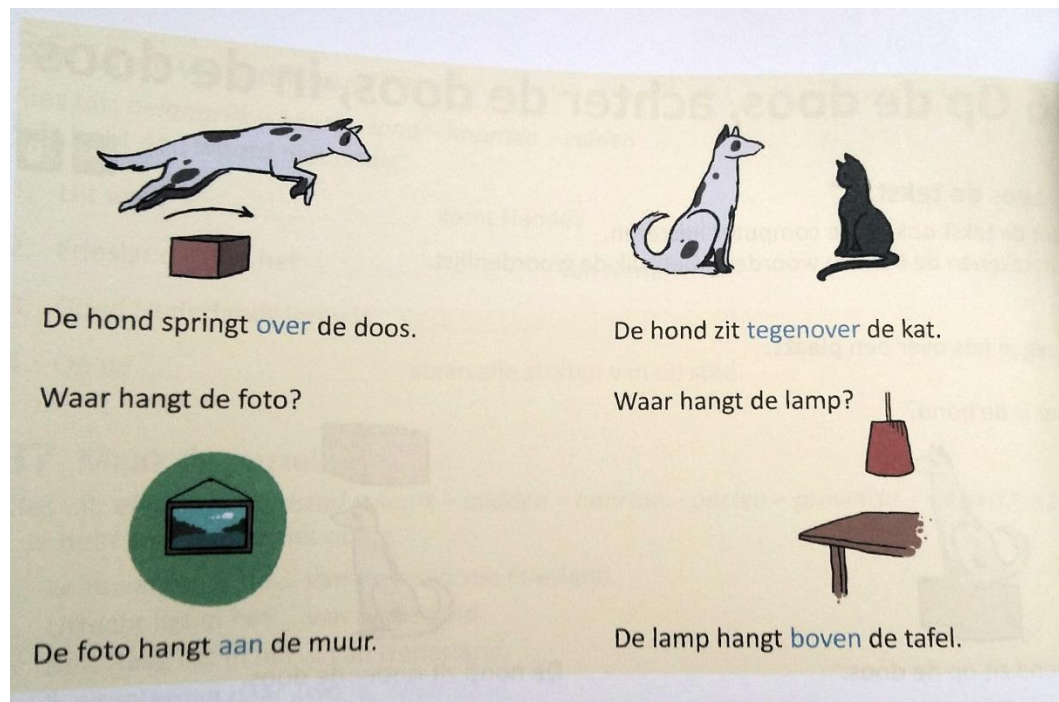 De hond springt over de doos.
De hond zit tegenover de kat.
Waar hangt de foto?
Waar hangt de lamp?
De foto hangt aan de muur.
De lamp hangt boven de tafel.